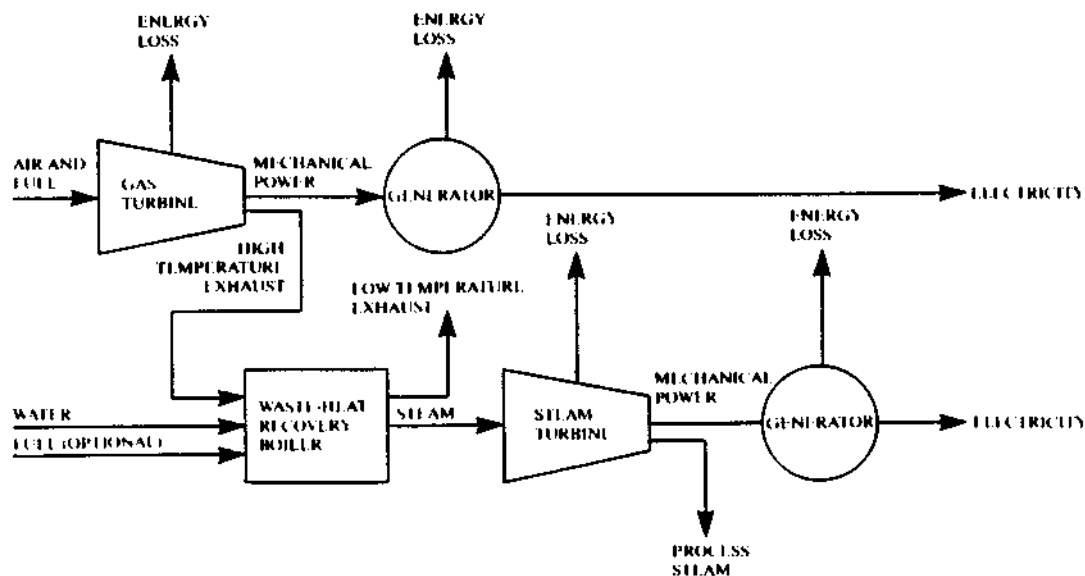 ENERGY
LOSS
ENERGY
LOSS
AIR AND
FUEL
GAS
TURBINE
MECHANICAL
POWER
GENERATOR
ELECTRICITY
HIGH
TEMPERATURE
EXHAUST
ENERGY
LOSS
ENERGY
LOSS
LOW TEMPERATURE
EXHAUST
WATER
FUEL (OPTIONAL)
WASTE-HEAT
RECOVERY
BOILER
STEAM
STEAM
TURBINE
MECHANICAL
POWER
GENERATOR
ELECTRICITY
PROCESS
STEAM